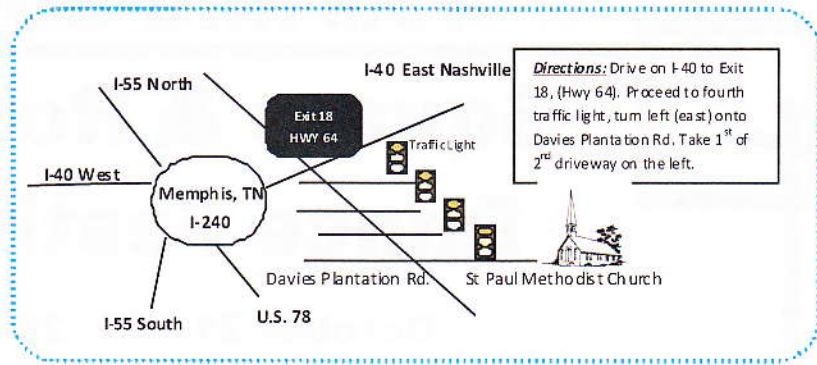 I-55 North
I-40 East Nashville
Directions: Drive on I-40 to Exit
18, (Hwy 64). Proceed to fourth
traffic light, turn left (east) onto
Davies Plantation Rd. Take 1st of
2nd driveway on the left.
Exit 18
HWY 64
Traffic Light
I-40 West
Memphis, TN
I-240
Davies Plantation Rd.
St Paul Methodist Church
I-55 South
U.S. 78